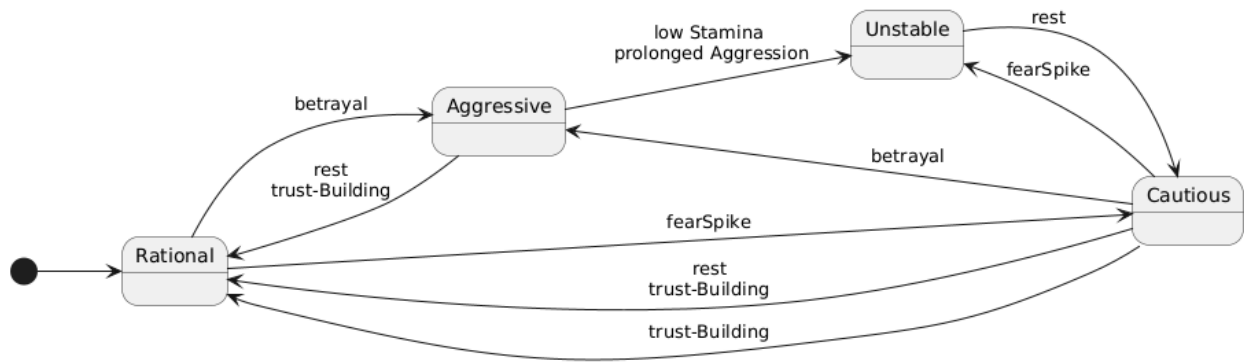 Unstable
rest
low Stamina
prolonged Aggression
fearSpike
Aggressive
betrayal
betrayal
rest
trust-Building
Cautious
fearSpike
Rational
rest
trust-Building
trust-Building